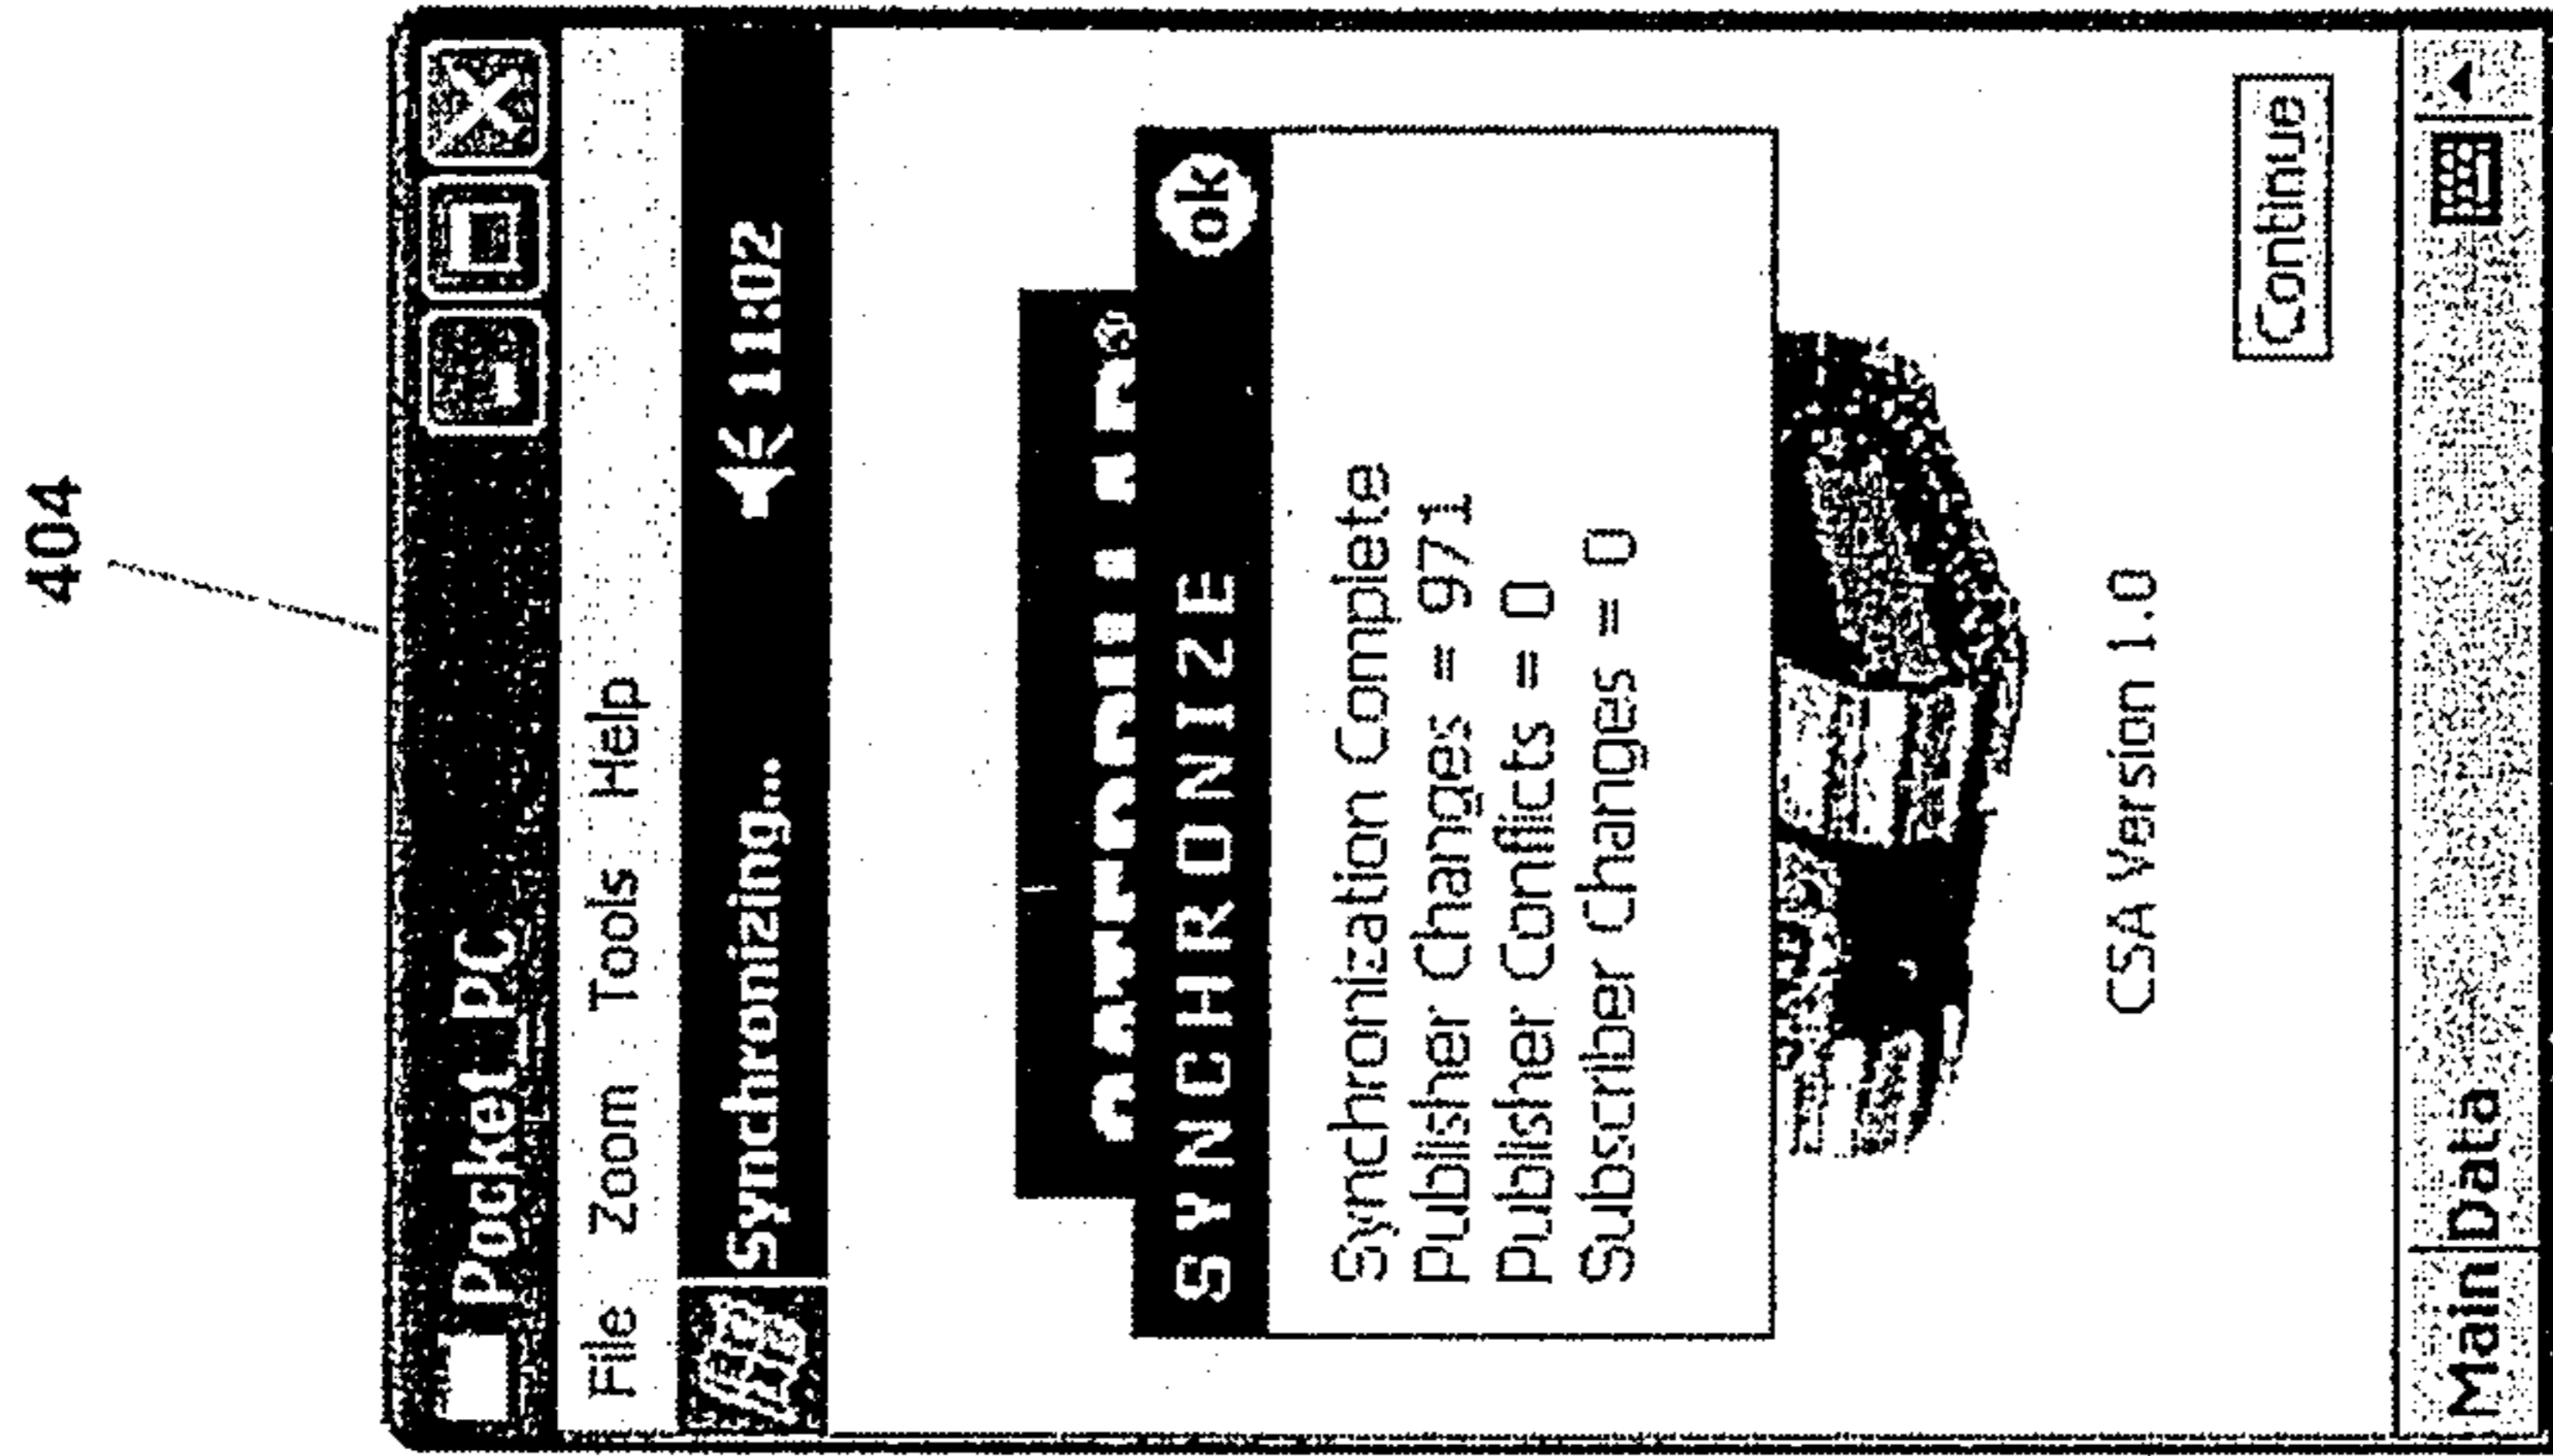 404
Pocket_PC
File Zoom Tools Help
Synchronizing... 11:02
®
SYNCHRONIZE ok
Synchronization Complete
Publisher Changes = 971
Publisher Conflicts = 0
Subscriber Changes = 0
CSA Version 1.0
Continue
Main Data